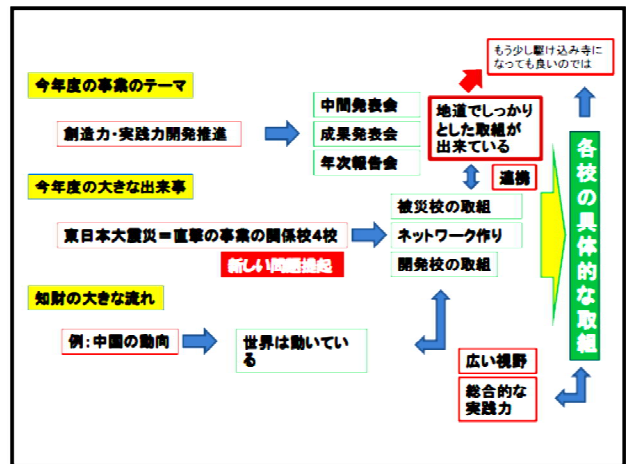 もう少し駆け込み寺に
なっても良いのでは
今年度の事業のテーマ
創造力・実践力開発推進
中間発表会
成果発表会
年次報告会
地道でしっかり
とした取組が
出来ている
連携
今年度の大きな出来事
東日本大震災=直撃の事業の関係校4校
新しい問題提起
被災校の取組
ネットワーク作り
開発校の取組
各校の具体的な取組
知財の大きな流れ
例:中国の動向
世界は動いてい
る
広い視野
総合的な
実践力